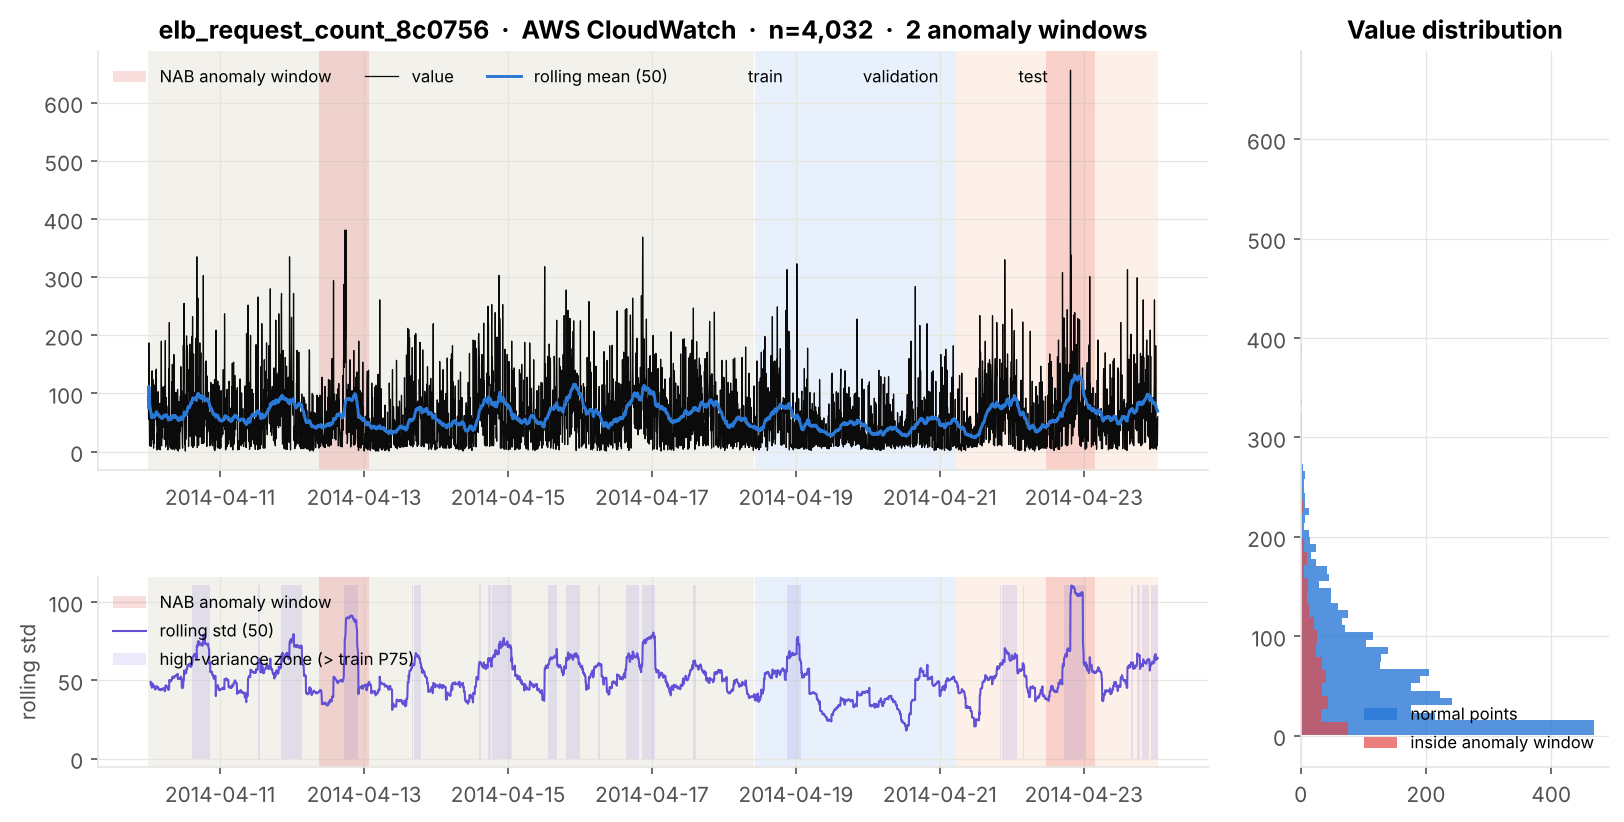 elb_request_count_8c0756 · AWS CloudWatch · n=4,032 · 2 anomaly windows
NAB anomaly window
value
rolling mean (50)
train
validation
test
600
500
400
300
200
100
0
2014-04-11
2014-04-13
2014-04-15
2014-04-17
2014-04-19
2014-04-21
2014-04-23
rolling std
NAB anomaly window
rolling std (50)
high-variance zone (> train P75)
100
50
0
2014-04-11
2014-04-13
2014-04-15
2014-04-17
2014-04-19
2014-04-21
2014-04-23
Value distribution
600
500
400
300
200
100
0
normal points
inside anomaly window
0
200
400